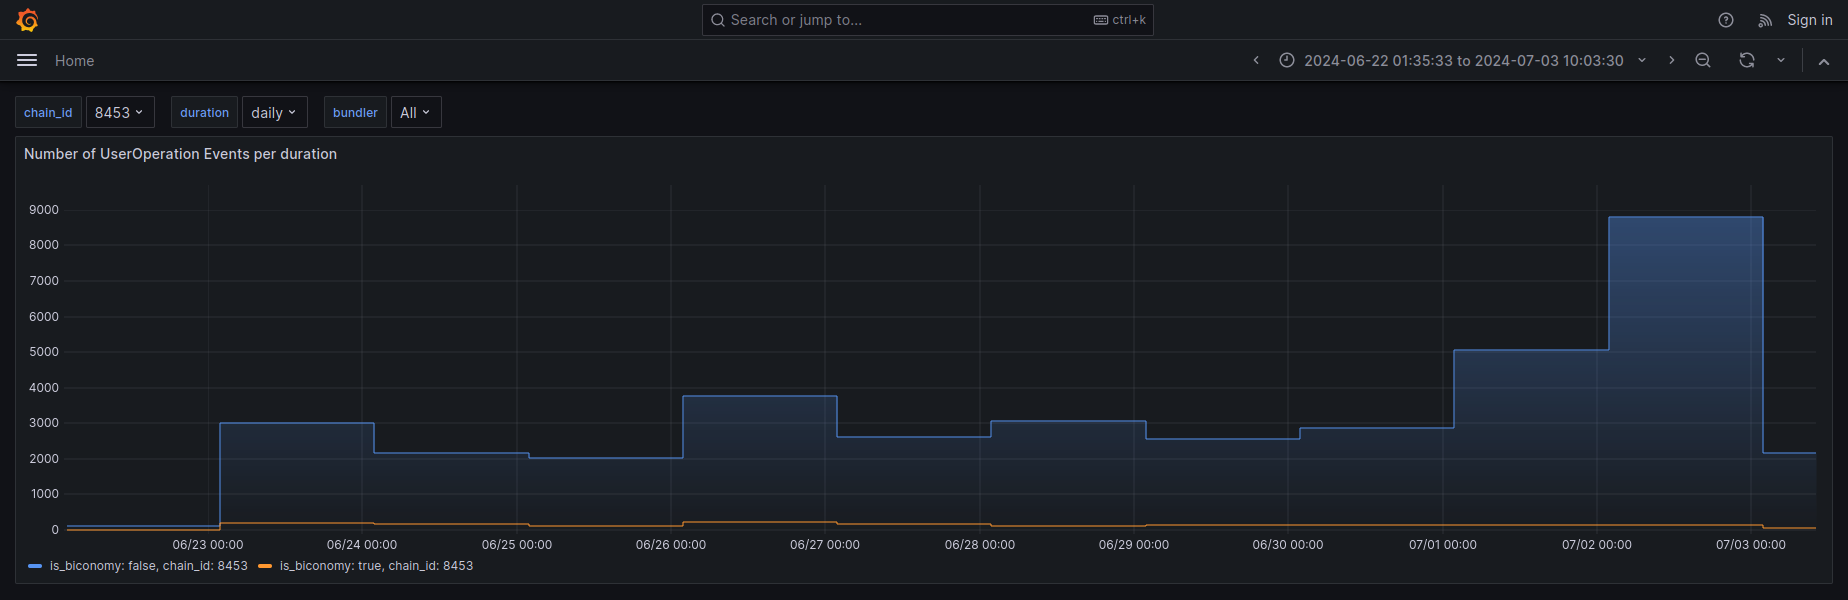 Search or jump to... ctrl+k Sign in
Home 2024-06-22 01:35:33 to 2024-07-03 10:03:30
chain_id 8453 duration daily bundler All
Number of UserOperation Events per duration
9000
8000
7000
6000
5000
4000
3000
2000
1000
0
06/23 00:00 06/24 00:00 06/25 00:00 06/26 00:00 06/27 00:00 06/28 00:00 06/29 00:00 06/30 00:00 07/01 00:00 07/02 00:00 07/03 00:00
is_biconomy: false, chain_id: 8453 is_biconomy: true, chain_id: 8453